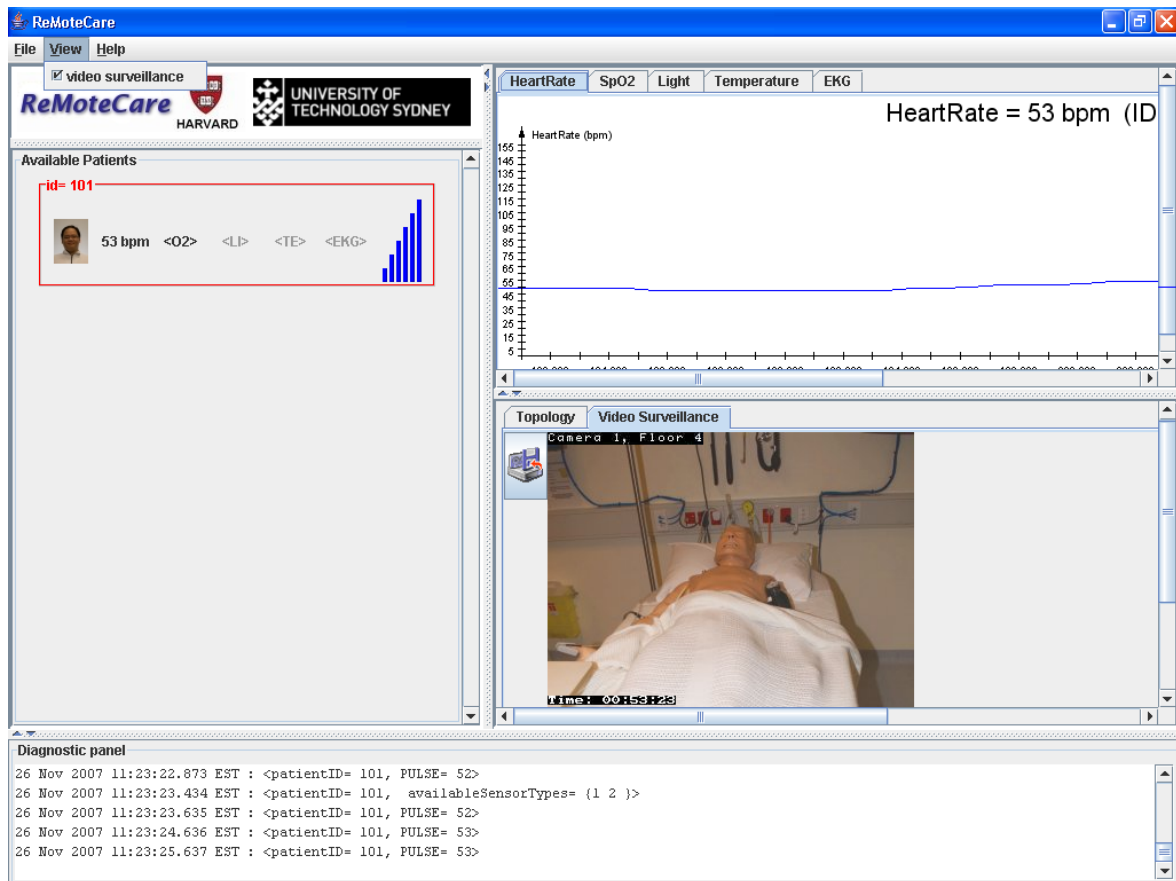 ReMoteCare
File View Help
video surveillance
ReMoteCare
HARVARD
UNIVERSITY OF
TECHNOLOGY SYDNEY
Available Patients
id= 101
53 bpm <O2> <LI> <TE> <EKG>
HeartRate SpO2 Light Temperature EKG
HeartRate = 53 bpm (ID
HeartRate (bpm)
155
145
135
125
115
105
95
85
75
65
55
45
35
25
15
5
Topology Video Surveillance
Camera 1, Floor 4
Time: 00:53:23
Diagnostic panel
26 Nov 2007 11:23:22.873 EST : <patientID= 101, PULSE= 52>
26 Nov 2007 11:23:23.434 EST : <patientID= 101, availableSensorTypes= {1 2 }>
26 Nov 2007 11:23:23.635 EST : <patientID= 101, PULSE= 52>
26 Nov 2007 11:23:24.636 EST : <patientID= 101, PULSE= 53>
26 Nov 2007 11:23:25.637 EST : <patientID= 101, PULSE= 53>